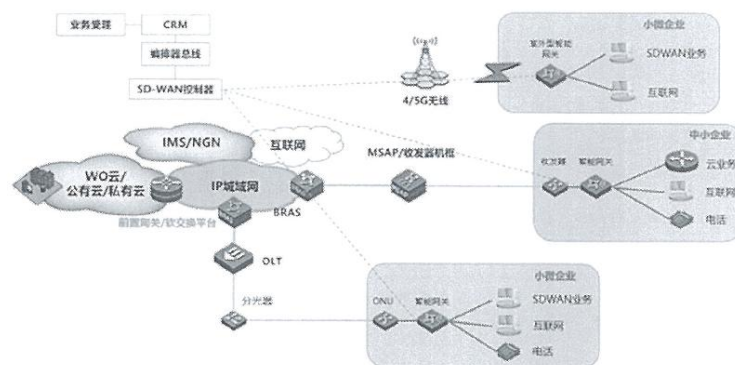 业务受理
CRM
编排器总线
SD-WAN控制器
4/5G无线
小微企业
室外型智能
网关
SDWAN业务
互联网
IMS/NGN
互联网
WO云/
公有云/私有云
IP城域网
前置网关/软交换平台
BRAS
MSAP/收发器机框
中小企业
收发器
智能网关
云业务
互联网
电话
OLT
分光器
小微企业
ONU
智能网关
SDWAN业务
互联网
电话